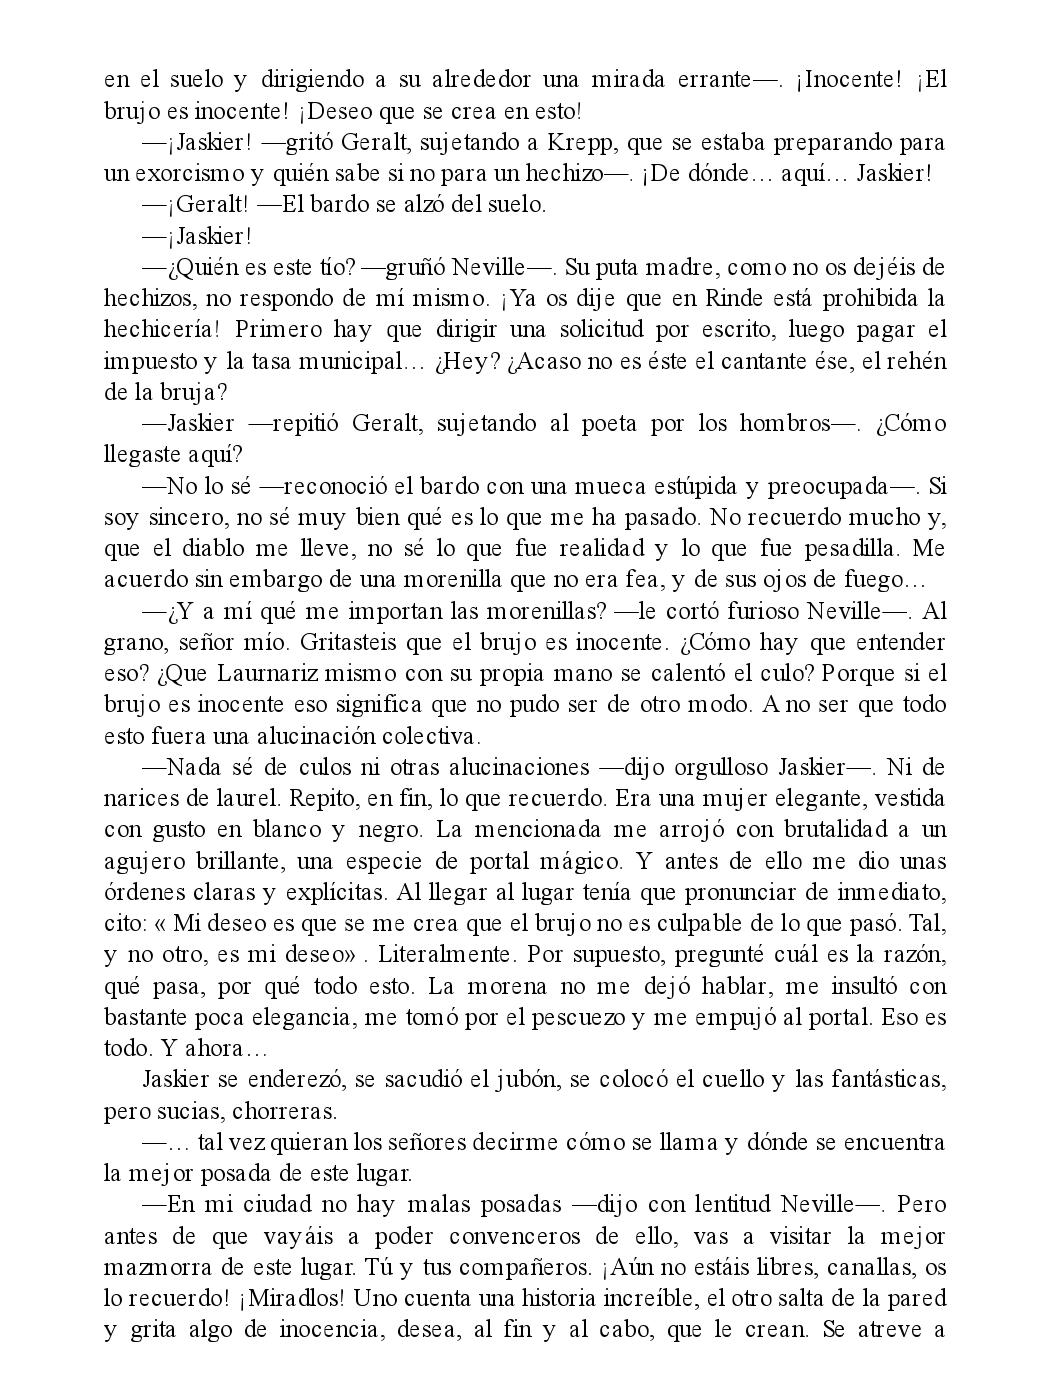 en el suelo y dirigiendo a su alrededor una mirada errante—. ¡Inocente! ¡El
brujo es inocente! ¡Deseo que se crea en esto!
—¡Jaskier! —gritó Geralt, sujetando a Krepp, que se estaba preparando para
un exorcismo y quién sabe si no para un hechizo—. ¡De dónde… aquí… Jaskier!
—¡Geralt! —El bardo se alzó del suelo.
—¡Jaskier!
—¿Quién es este tío? —gruñó Neville—. Su puta madre, como no os dejéis de
hechizos, no respondo de mí mismo. ¡Ya os dije que en Rinde está prohibida la
hechicería! Primero hay que dirigir una solicitud por escrito, luego pagar el
impuesto y la tasa municipal… ¿Hey? ¿Acaso no es éste el cantante ése, el rehén
de la bruja?
—Jaskier —repitió Geralt, sujetando al poeta por los hombros—. ¿Cómo
llegaste aquí?
—No lo sé —reconoció el bardo con una mueca estúpida y preocupada—. Si
soy sincero, no sé muy bien qué es lo que me ha pasado. No recuerdo mucho y,
que el diablo me lleve, no sé lo que fue realidad y lo que fue pesadilla. Me
acuerdo sin embargo de una morenilla que no era fea, y de sus ojos de fuego…
—¿Y a mí qué me importan las morenillas? —le cortó furioso Neville—. Al
grano, señor mío. Gritasteis que el brujo es inocente. ¿Cómo hay que entender
eso? ¿Que Laurnariz mismo con su propia mano se calentó el culo? Porque si el
brujo es inocente eso significa que no pudo ser de otro modo. A no ser que todo
esto fuera una alucinación colectiva.
—Nada sé de culos ni otras alucinaciones —dijo orgulloso Jaskier—. Ni de
narices de laurel. Repito, en fin, lo que recuerdo. Era una mujer elegante, vestida
con gusto en blanco y negro. La mencionada me arrojó con brutalidad a un
agujero brillante, una especie de portal mágico. Y antes de ello me dio unas
órdenes claras y explícitas. Al llegar al lugar tenía que pronunciar de inmediato,
cito: « Mi deseo es que se me crea que el brujo no es culpable de lo que pasó. Tal,
y no otro, es mi deseo» . Literalmente. Por supuesto, pregunté cuál es la razón,
qué pasa, por qué todo esto. La morena no me dejó hablar, me insultó con
bastante poca elegancia, me tomó por el pescuezo y me empujó al portal. Eso es
todo. Y ahora…
Jaskier se enderezó, se sacudió el jubón, se colocó el cuello y las fantásticas,
pero sucias, chorreras.
—… tal vez quieran los señores decirme cómo se llama y dónde se encuentra
la mejor posada de este lugar.
—En mi ciudad no hay malas posadas —dijo con lentitud Neville—. Pero
antes de que vayáis a poder convenceros de ello, vas a visitar la mejor
mazmorra de este lugar. Tú y tus compañeros. ¡Aún no estáis libres, canallas, os
lo recuerdo! ¡Miradlos! Uno cuenta una historia increíble, el otro salta de la pared
y grita algo de inocencia, desea, al fin y al cabo, que le crean. Se atreve a